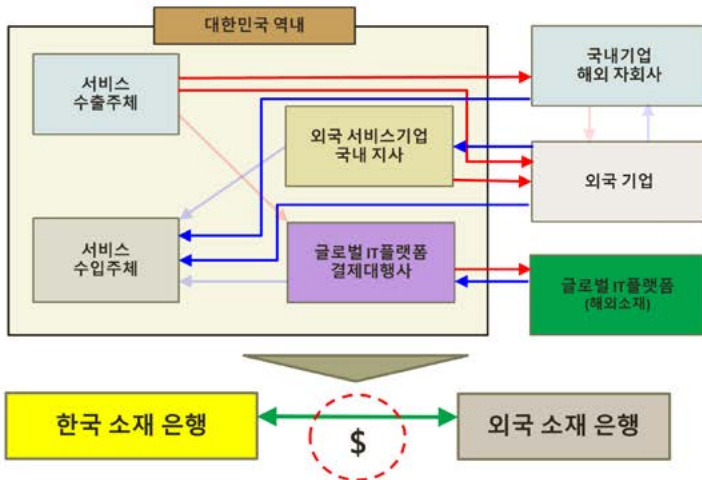 대한민국 역내
서비스
수출주체
국내기업
해외 자회사
외국 서비스기업
국내 지사
외국 기업
서비스
수입주체
글로벌 IT플랫폼
결제대행사
글로벌 IT플랫폼
(해외소재)
한국 소재 은행
$
외국 소재 은행